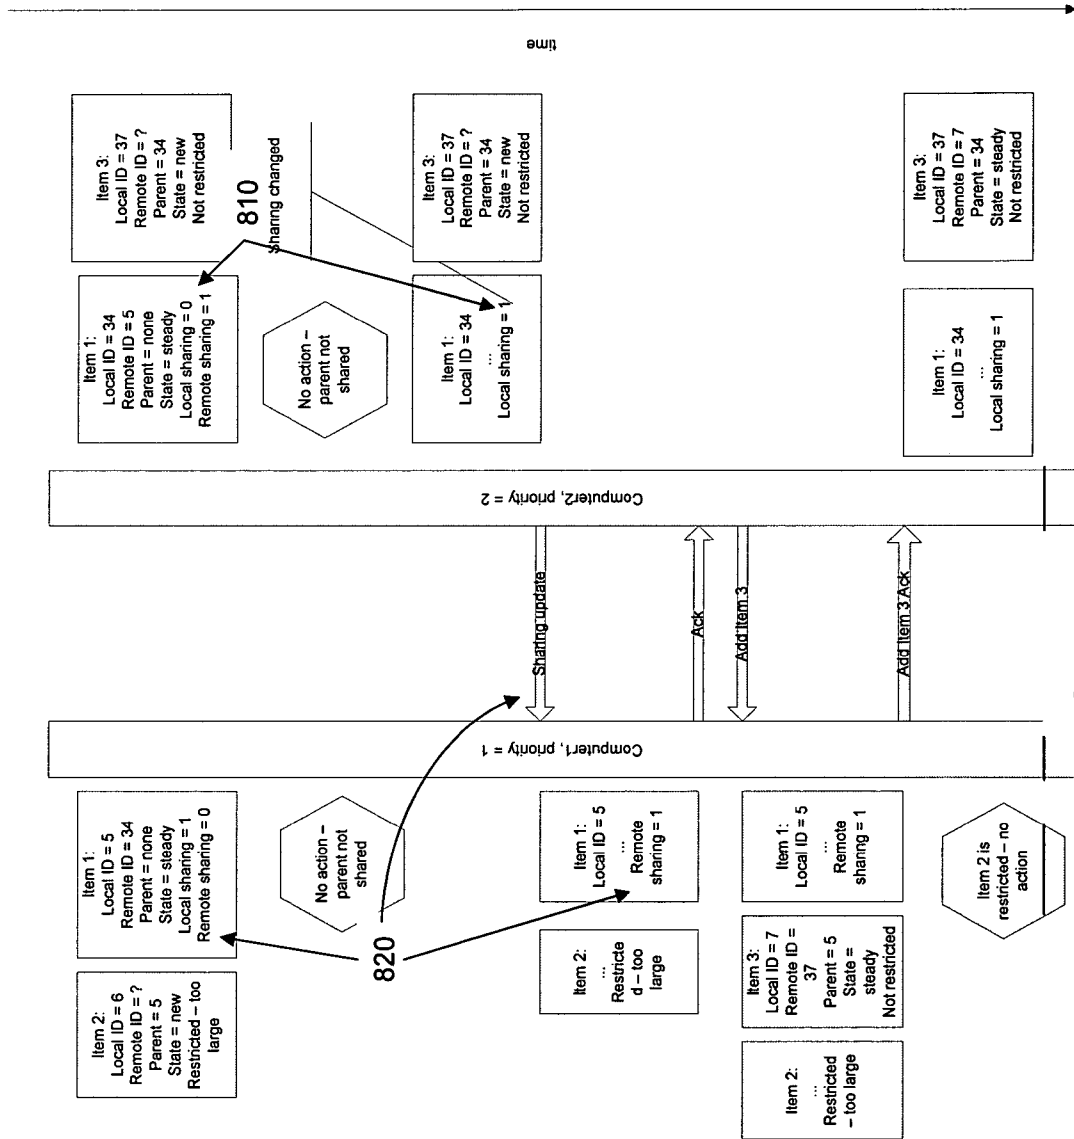 time
Item 3:
Local ID = 37
Remote ID = ?
Parent = 34
State = new
Not restricted
810
Sharing changed
Item 3:
Local ID = 37
Remote ID = ?
Parent = 34
State = new
Not restricted
Item 3:
Local ID = 37
Remote ID = 7
Parent = 34
State = steady
Not restricted
Item 1:
Local ID = 34
Remote ID = 5
Parent = none
State = steady
Local sharing = 0
Remote sharing = 1
No action –
parent not
shared
Item 1:
Local ID = 34
...
Local sharing = 1
Item 1:
Local ID = 34
...
Local sharing = 1
Computer2, priority = 2
Sharing update
Ack
Add Item 3
Add Item 3 Ack
Computer1, priority = 1
Item 1:
Local ID = 5
Remote ID = 34
Parent = none
State = steady
Local sharing = 1
Remote sharing = 0
No action –
parent not
shared
820
Item 1:
Local ID = 5
...
Remote
sharing = 1
Item 1:
Local ID = 5
...
Remote
sharing = 1
Item 2 is
restricted – no
action
Item 2:
Local ID = 6
Remote ID = ?
Parent = 5
State = new
Restricted – too
large
Item 2:
...
Restricte
d – too
large
Item 3:
Local ID = 7
Remote ID =
37
Parent = 5
State =
steady
Not restricted
Item 2:
...
Restricted
– too large